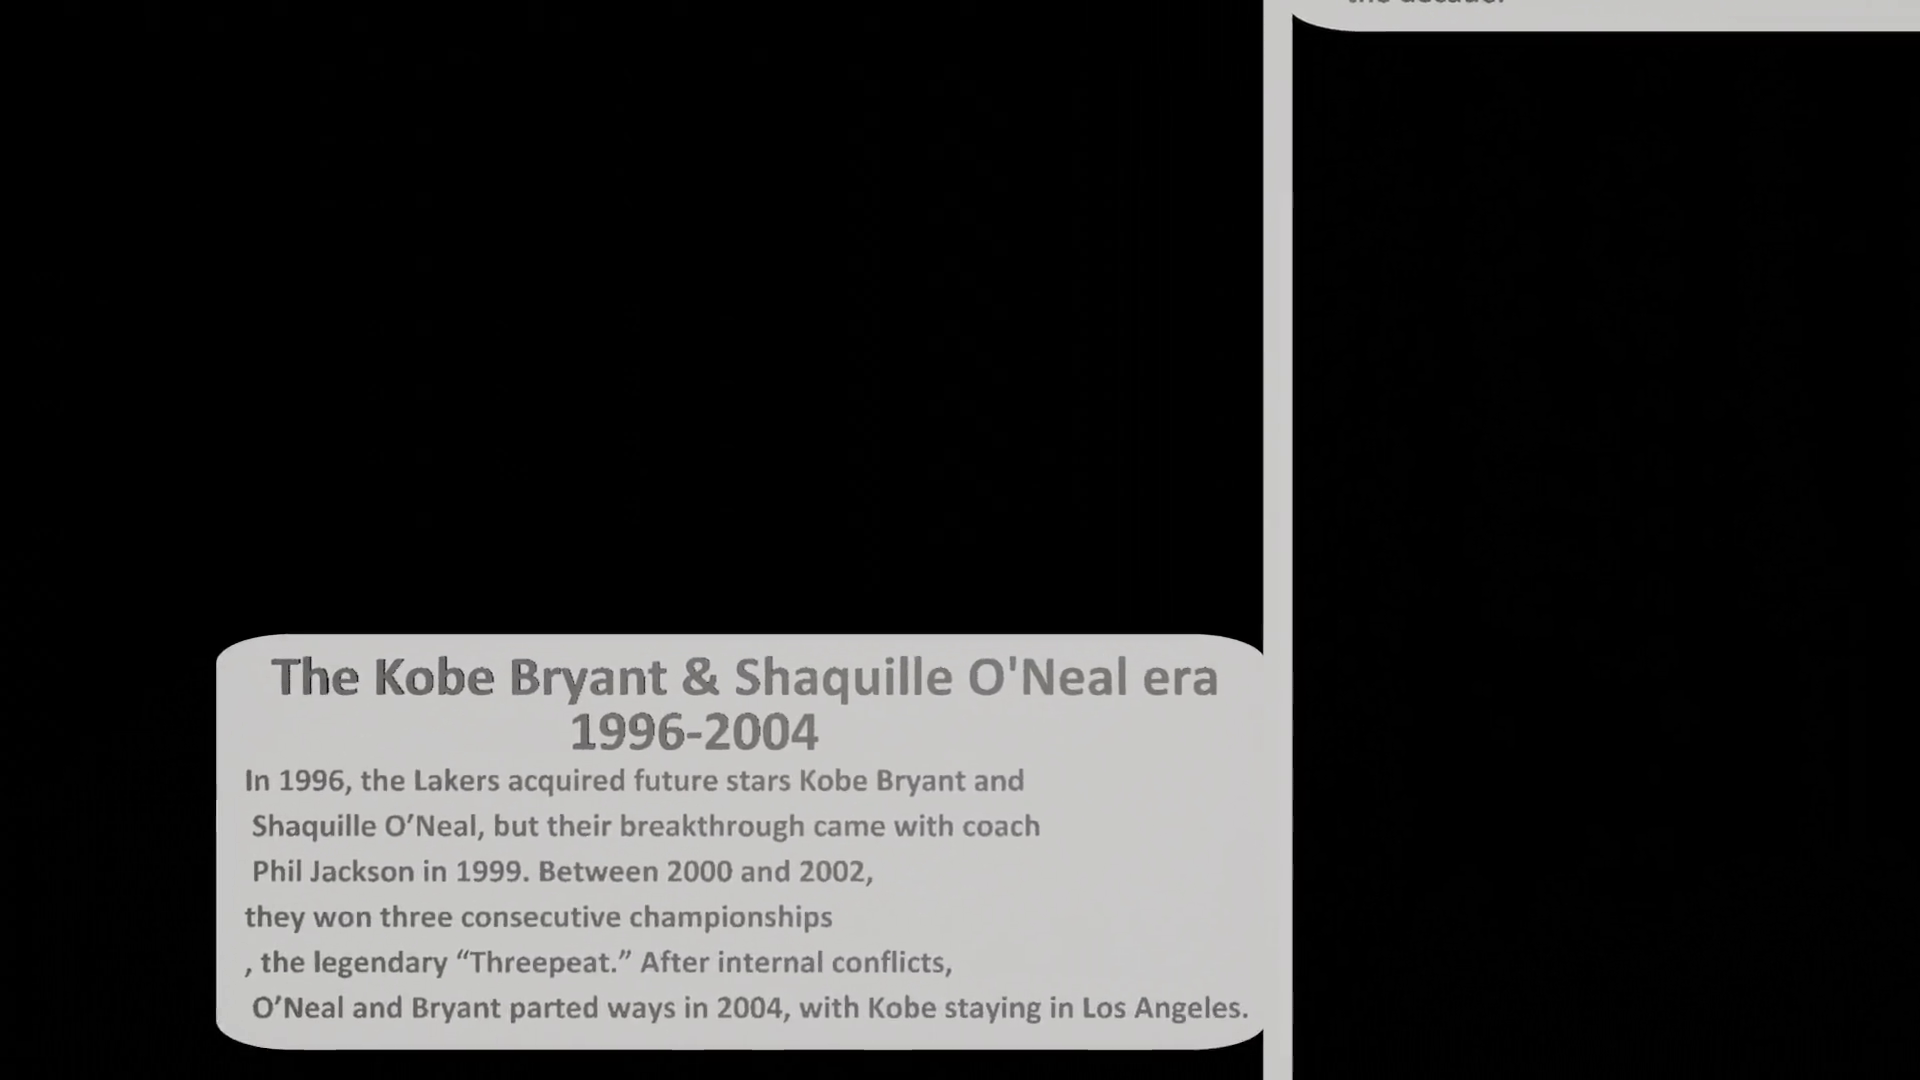 the decade.
The Kobe Bryant & Shaquille O'Neal era
1996-2004
In 1996, the Lakers acquired future stars Kobe Bryant and
Shaquille O’Neal, but their breakthrough came with coach
Phil Jackson in 1999. Between 2000 and 2002,
they won three consecutive championships
, the legendary “Threepeat.” After internal conflicts,
O’Neal and Bryant parted ways in 2004, with Kobe staying in Los Angeles.